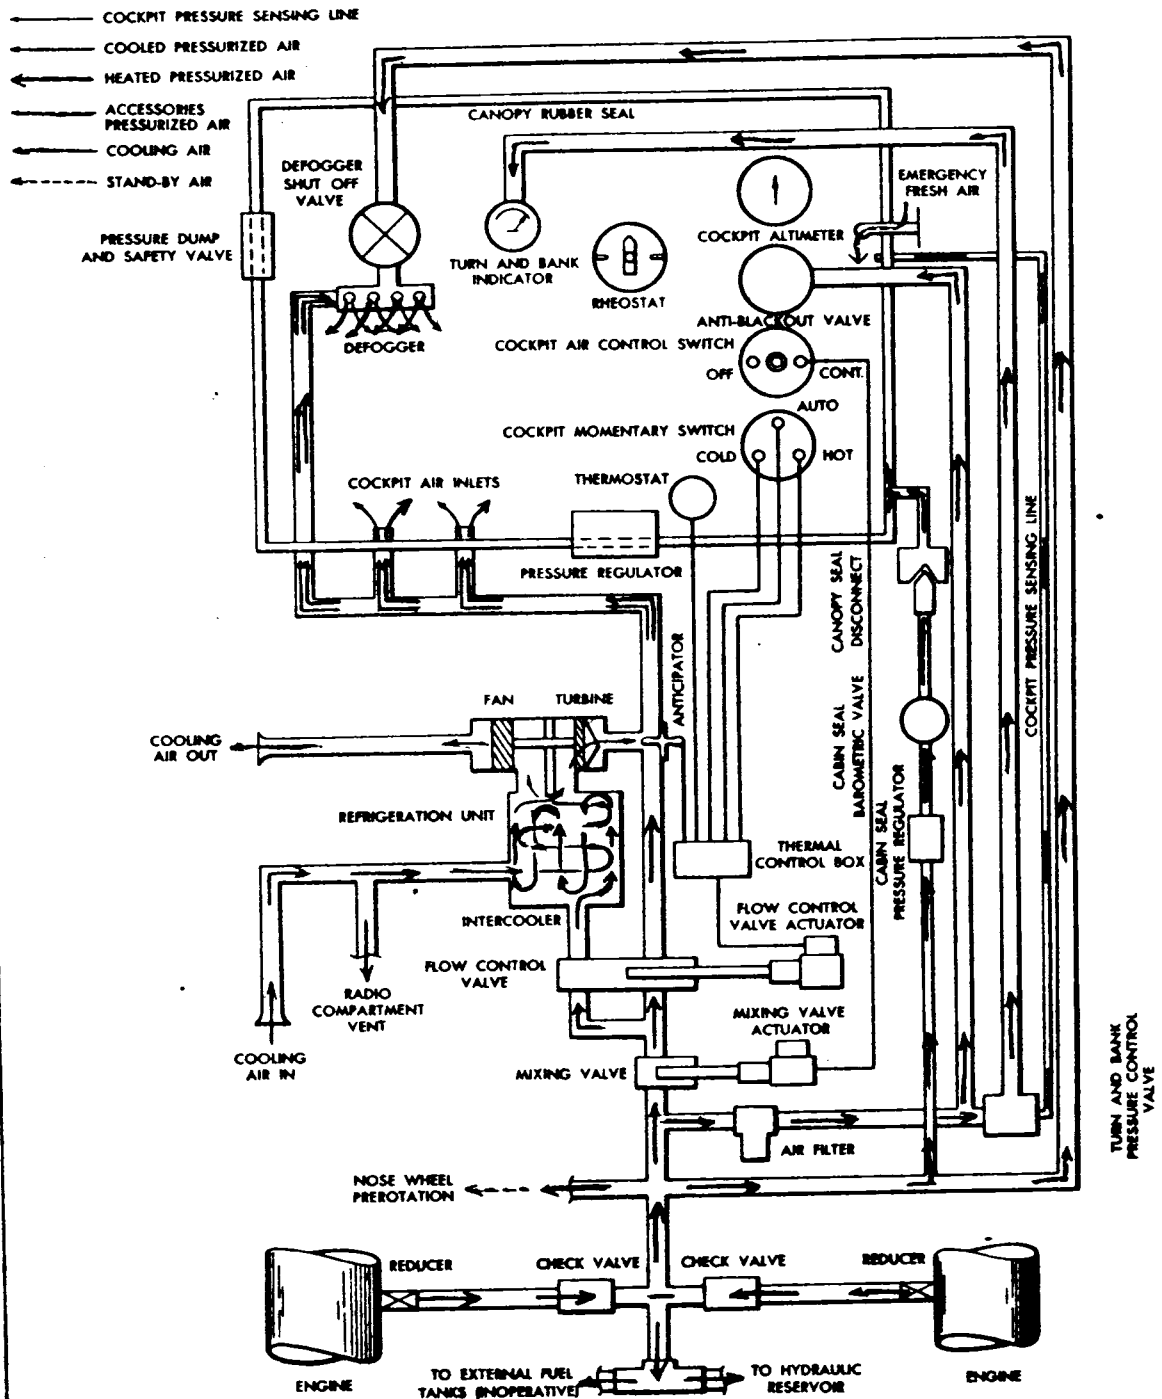 COCKPIT PRESSURE SENSING LINE
COOLED PRESSURIZED AIR
HEATED PRESSURIZED AIR
ACCESSORIES
PRESSURIZED AIR
COOLING AIR
STAND-BY AIR
CANOPY RUBBER SEAL
DEFOGGER
SHUT OFF
VALVE
EMERGENCY
FRESH AIR
PRESSURE DUMP
AND SAFETY VALVE
COCKPIT ALTIMETER
TURN AND BANK
INDICATOR
RHEOSTAT
ANTI-BLACKOUT VALVE
DEFOGGER
COCKPIT AIR CONTROL SWITCH
OFF
CONT.
AUTO
COCKPIT MOMENTARY SWITCH
COLD
HOT
COCKPIT AIR INLETS
THERMOSTAT
PRESSURE REGULATOR
CANOPY SEAL
DISCONNECT
COCKPIT PRESSURE SENSING LINE
ANTICIPATOR
FAN
TURBINE
COOLING
AIR OUT
CABIN SEAL
BAROMETRIC VALVE
CABIN SEAL
PRESSURE REGULATOR
REFRIGERATION UNIT
THERMAL
CONTROL BOX
INTERCOOLER
FLOW CONTROL
VALVE ACTUATOR
FLOW CONTROL
VALVE
RADIO
COMPARTMENT
VENT
MIXING VALVE
ACTUATOR
COOLING
AIR IN
MIXING VALVE
TURN AND BANK
PRESSURE CONTROL
VALVE
AIR FILTER
NOSE WHEEL
PREROTATION
REDUCER
CHECK VALVE
CHECK VALVE
REDUCER
ENGINE
TO EXTERNAL FUEL
TANKS (INOPERATIVE)
TO HYDRAULIC
RESERVOIR
ENGINE